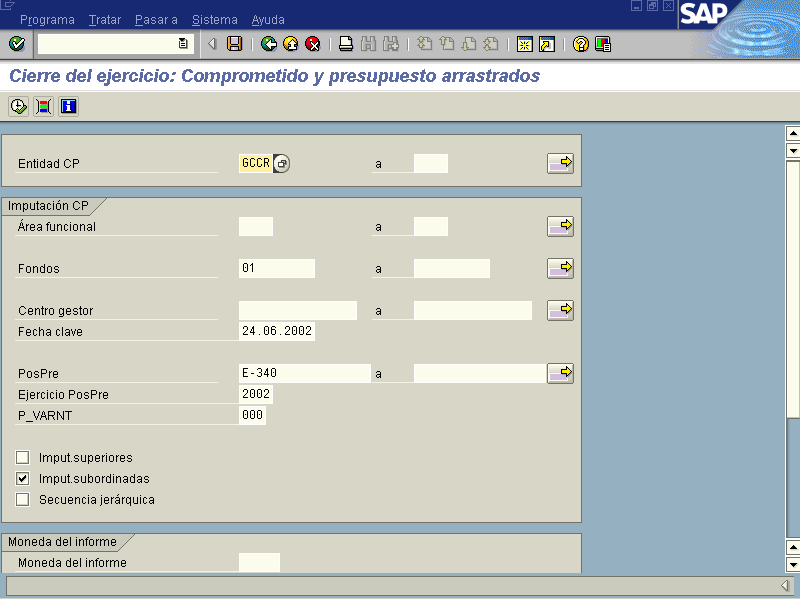 Programa Tratar Pasar a Sistema Ayuda
SAP
Cierre del ejercicio: Comprometido y presupuesto arrastrados
Entidad CP GCCR a
Imputación CP
Área funcional a
Fondos 01 a
Centro gestor a
Fecha clave 24.06.2002
PosPre E-340 a
Ejercicio PosPre 2002
P_VARNT 000
Imput.superiores
Imput.subordinadas
Secuencia jerárquica
Moneda del informe
Moneda del informe